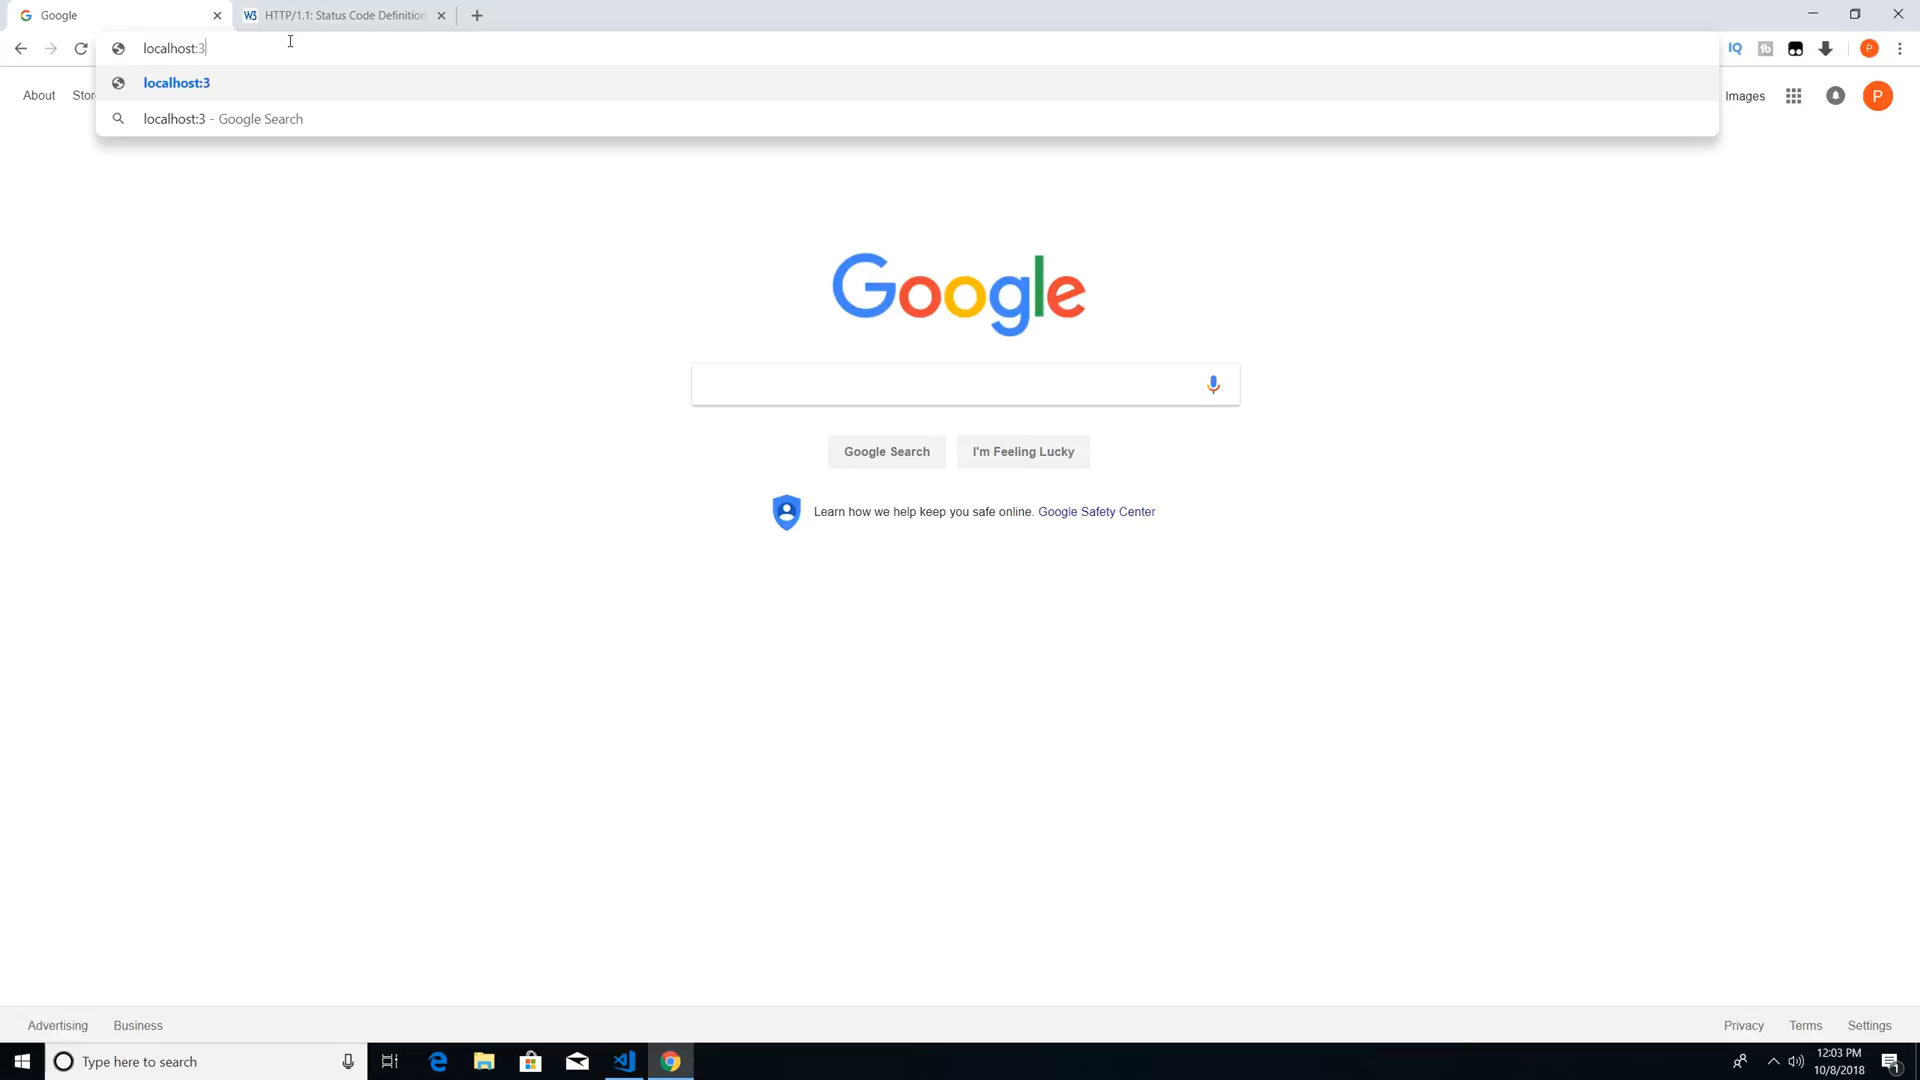 Google
HTTP/1.1: Status Code Definition
localhost:3
localhost:3
localhost:3 - Google Search
About
Stor
Images
P
P
Google
Google Search
I'm Feeling Lucky
Learn how we help keep you safe online. Google Safety Center
Advertising
Business
Privacy
Terms
Settings
Type here to search
12:03 PM
10/8/2018
1